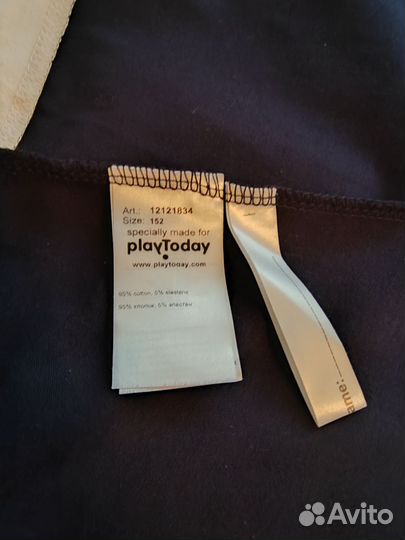 Art.: 12121834
Size: 152
specially made for
playToday
www.playtoday.com
95% cotton, 5% elastane
95% хлопок, 5% эластан
ame:
Avito